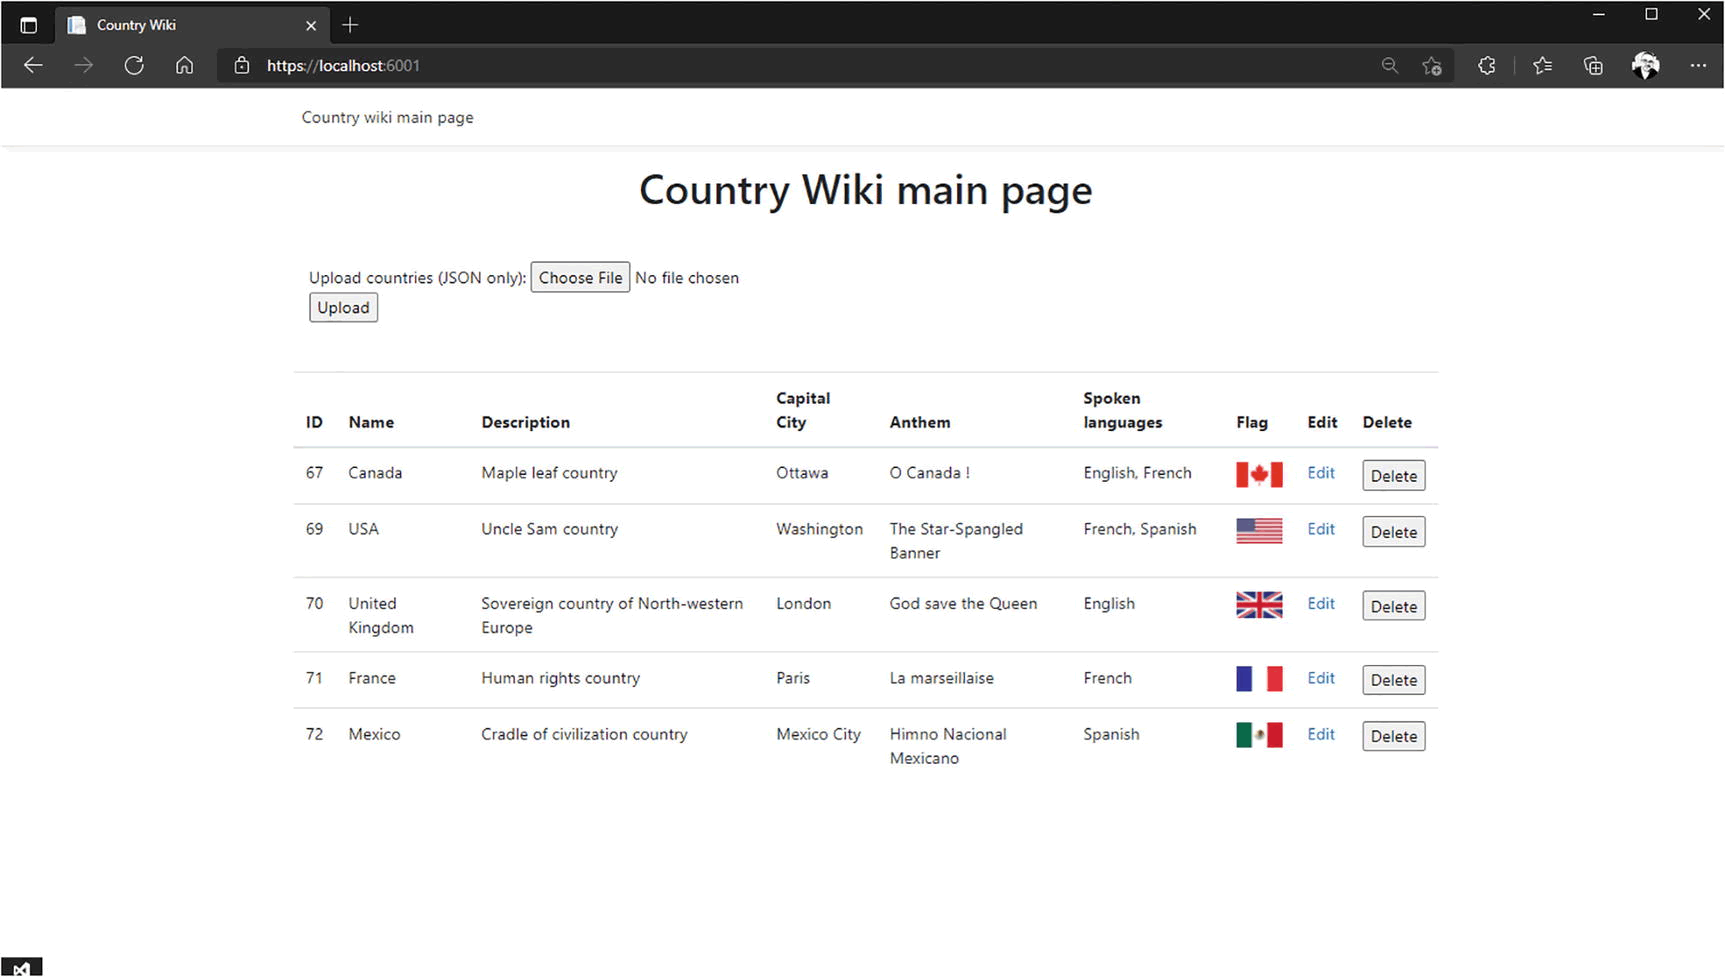 Country Wiki
https://localhost:6001
Country wiki main page
Country Wiki main page
Upload countries (JSON only): Choose File No file chosen
Upload
ID Name Description Capital City Anthem Spoken languages Flag Edit Delete
67 Canada Maple leaf country Ottawa O Canada ! English, French Edit Delete
69 USA Uncle Sam country Washington The Star-Spangled Banner French, Spanish Edit Delete
70 United Kingdom Sovereign country of North-western Europe London God save the Queen English Edit Delete
71 France Human rights country Paris La marseillaise French Edit Delete
72 Mexico Cradle of civilization country Mexico City Himno Nacional Mexicano Spanish Edit Delete